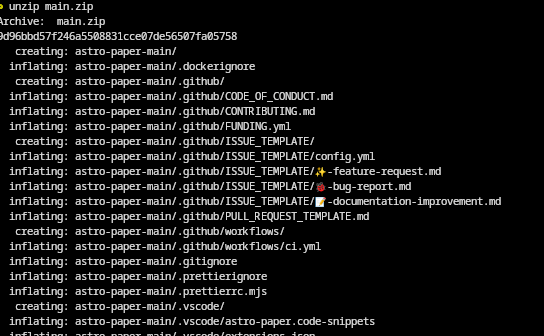 unzip main.zip
Archive:  main.zip
9d96bbd57f246a5508831cce07de56507fa05758
   creating: astro-paper-main/
  inflating: astro-paper-main/.dockerignore
   creating: astro-paper-main/.github/
  inflating: astro-paper-main/.github/CODE_OF_CONDUCT.md
  inflating: astro-paper-main/.github/CONTRIBUTING.md
  inflating: astro-paper-main/.github/FUNDING.yml
   creating: astro-paper-main/.github/ISSUE_TEMPLATE/
  inflating: astro-paper-main/.github/ISSUE_TEMPLATE/config.yml
  inflating: astro-paper-main/.github/ISSUE_TEMPLATE/✨-feature-request.md
  inflating: astro-paper-main/.github/ISSUE_TEMPLATE/🐞-bug-report.md
  inflating: astro-paper-main/.github/ISSUE_TEMPLATE/📝-documentation-improvement.md
  inflating: astro-paper-main/.github/PULL_REQUEST_TEMPLATE.md
   creating: astro-paper-main/.github/workflows/
  inflating: astro-paper-main/.github/workflows/ci.yml
  inflating: astro-paper-main/.gitignore
  inflating: astro-paper-main/.prettierignore
  inflating: astro-paper-main/.prettierrc.mjs
   creating: astro-paper-main/.vscode/
  inflating: astro-paper-main/.vscode/astro-paper.code-snippets
  inflating: astro-paper-main/.vscode/extensions.json